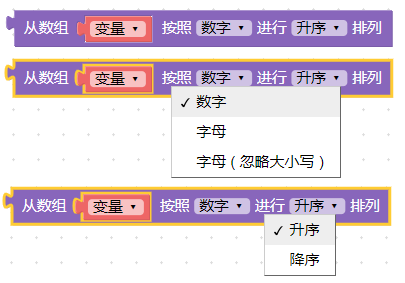 从数组 变量 按照 数字 进行 升序 排列
从数组 变量 按照 数字 进行 升序 排列
✓ 数字
字母
字母（忽略大小写）
从数组 变量 按照 数字 进行 升序 排列
✓ 升序
降序